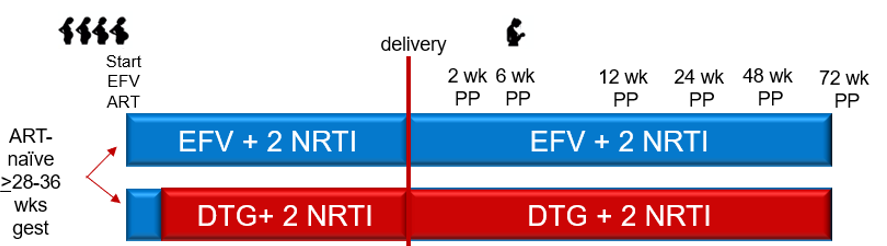 delivery
Start
EFV
ART
2 wk
PP
6 wk
PP
12 wk
PP
24 wk
PP
48 wk
PP
72 wk
PP
ART-
naïve
>28-36
wks
gest
EFV + 2 NRTI
EFV + 2 NRTI
DTG+ 2 NRTI
DTG + 2 NRTI